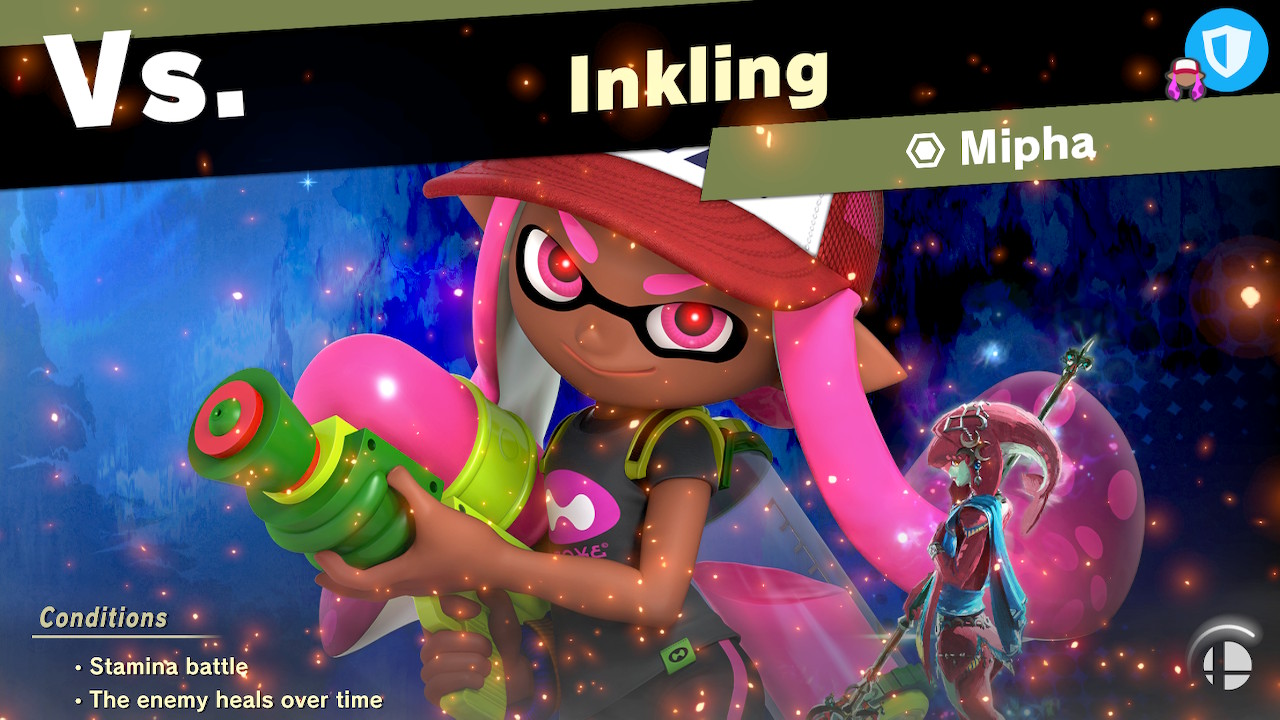 Vs.
Inkling
Mipha
Conditions
• Stamina battle
• The enemy heals over time